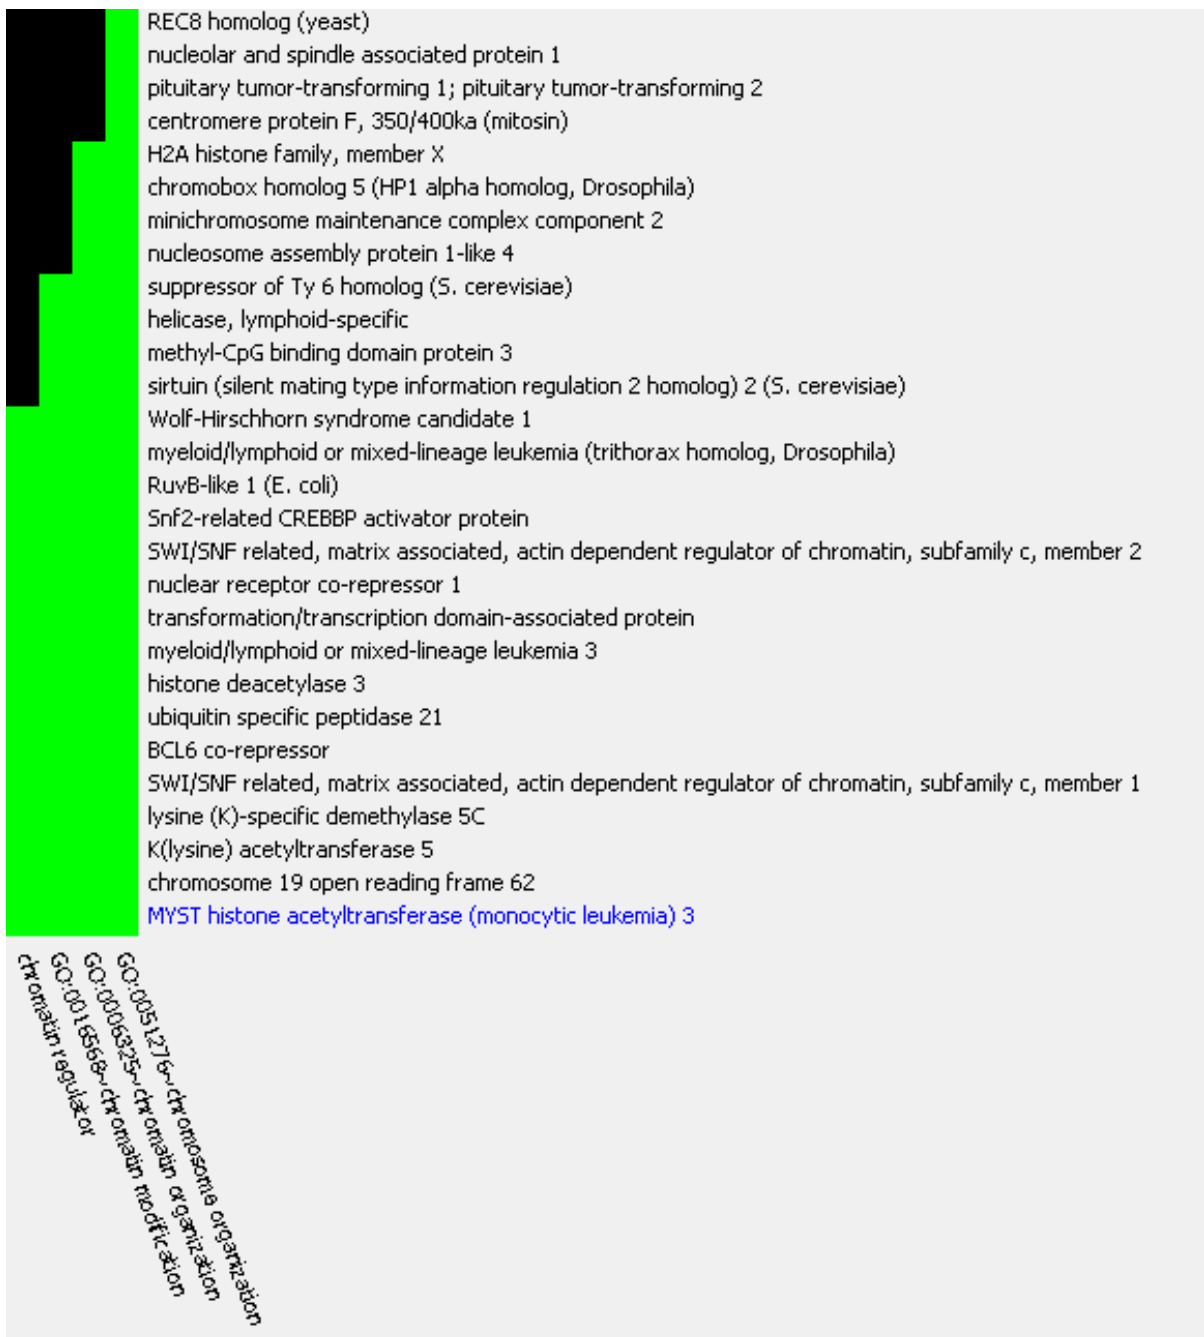 REC8 homolog (yeast)
nucleolar and spindle associated protein 1
pituitary tumor-transforming 1; pituitary tumor-transforming 2
centromere protein F, 350/400ka (mitosin)
H2A histone family, member X
chromobox homolog 5 (HP1 alpha homolog, Drosophila)
minichromosome maintenance complex component 2
nucleosome assembly protein 1-like 4
suppressor of Ty 6 homolog (S. cerevisiae)
helicase, lymphoid-specific
methyl-CpG binding domain protein 3
sirtuin (silent mating type information regulation 2 homolog) 2 (S. cerevisiae)
Wolf-Hirschhorn syndrome candidate 1
myeloid/lymphoid or mixed-lineage leukemia (trithorax homolog, Drosophila)
RuvB-like 1 (E. coli)
Snf2-related CREBBP activator protein
SWI/SNF related, matrix associated, actin dependent regulator of chromatin, subfamily c, member 2
nuclear receptor co-repressor 1
transformation/transcription domain-associated protein
myeloid/lymphoid or mixed-lineage leukemia 3
histone deacetylase 3
ubiquitin specific peptidase 21
BCL6 co-repressor
SWI/SNF related, matrix associated, actin dependent regulator of chromatin, subfamily c, member 1
lysine (K)-specific demethylase 5C
K(lysine) acetyltransferase 5
chromosome 19 open reading frame 62
MYST histone acetyltransferase (monocytic leukemia) 3
chromatin regulator
GO:0016568~chromatin modification
GO:0006325~chromatin organization
GO:0051276~chromosome organization